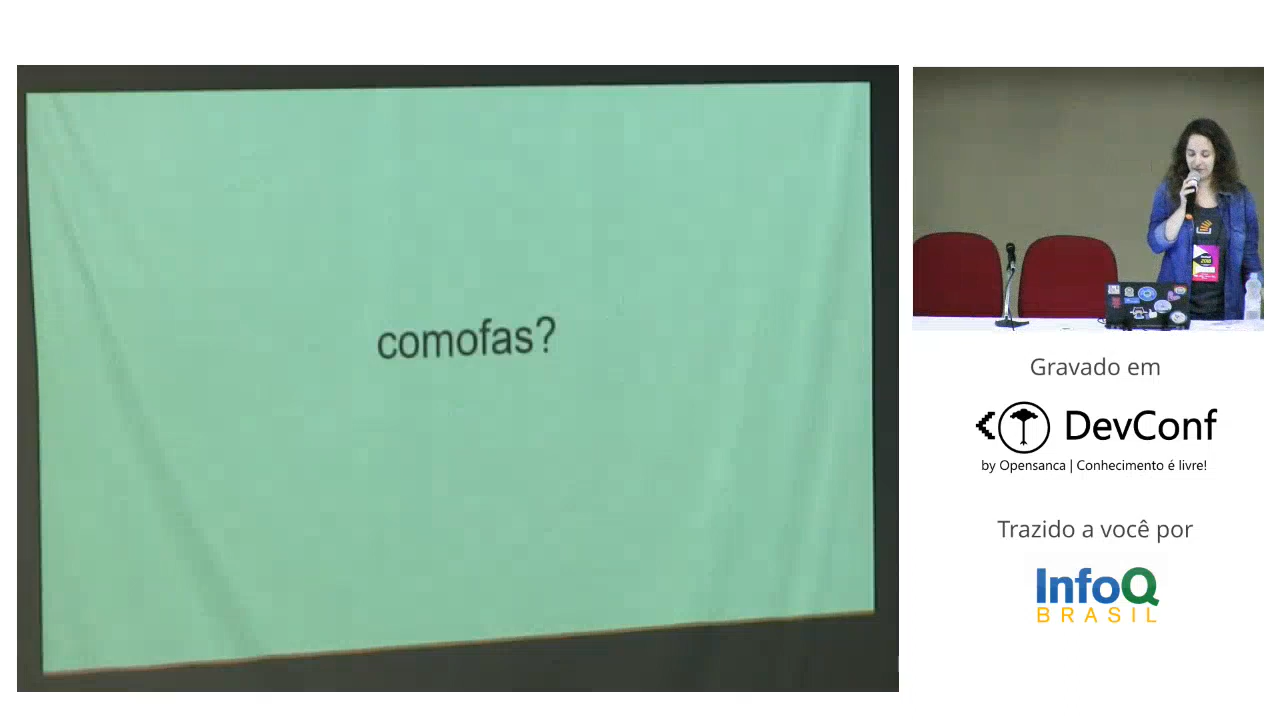 comofas?
Gravado em
DevConf
by Opensanca | Conhecimento é livre!
Trazido a você por
InfoQ
BRASIL